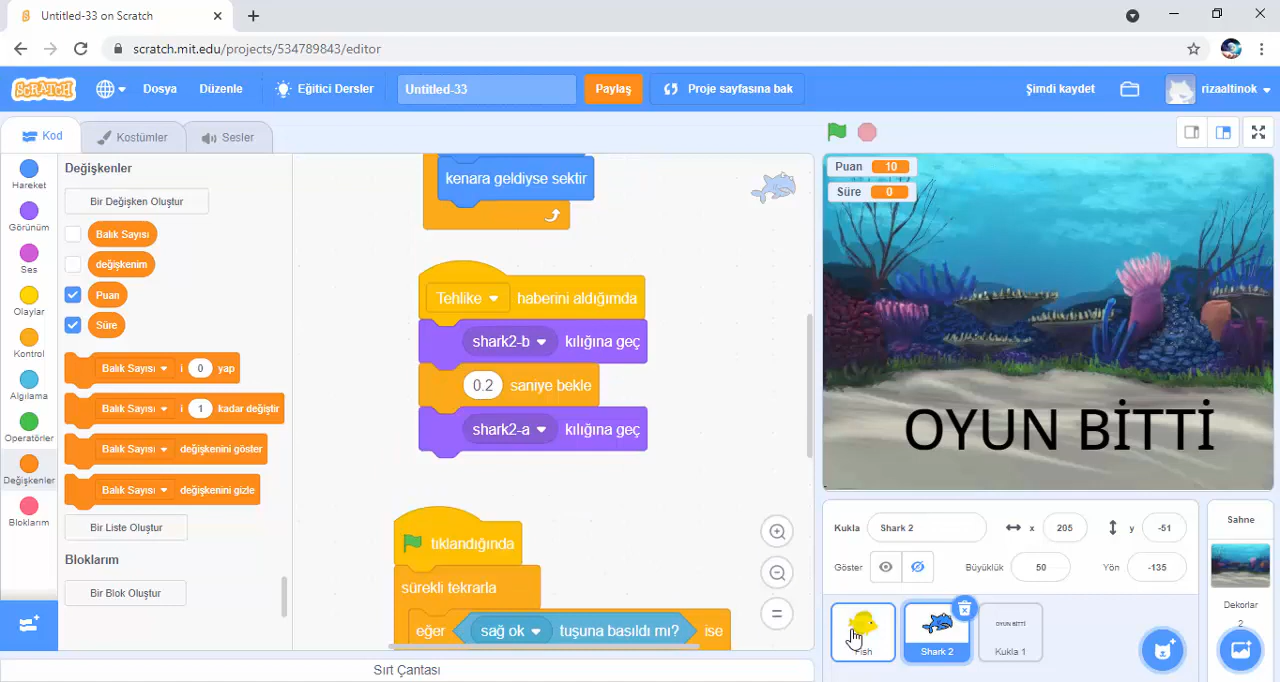 Untitled-33 on Scratch
scratch.mit.edu/projects/534789843/editor
SCRATCH
Dosya
Düzenle
Eğitici Dersler
Untitled-33
Paylaş
Proje sayfasına bak
Şimdi kaydet
rizaaltinok
Kod
Kostümler
Sesler
Hareket
Görünüm
Ses
Olaylar
Kontrol
Algılama
Operatörler
Değişkenler
Bloklarım
Değişkenler
Bir Değişken Oluştur
Balık Sayısı
değişkenim
Puan
Süre
Balık Sayısı i 0 yap
Balık Sayısı i 1 kadar değiştir
Balık Sayısı değişkenini göster
Balık Sayısı değişkenini gizle
Bir Liste Oluştur
Bloklarım
Bir Blok Oluştur
kenara geldiyse sektir
Tehlike haberini aldığımda
shark2-b kılığına geç
0.2 saniye bekle
shark2-a kılığına geç
tıklandığında
sürekli tekrarla
eğer sağ ok tuşuna basıldı mı? ise
Puan 10
Süre 0
OYUN BİTTİ
Kukla Shark 2 x 205 y -51
Göster Büyüklük 50 Yön -135
Fish
Shark 2
OYUN BİTTİ
Kukla 1
Sahne
Dekorlar
2
Sırt Çantası